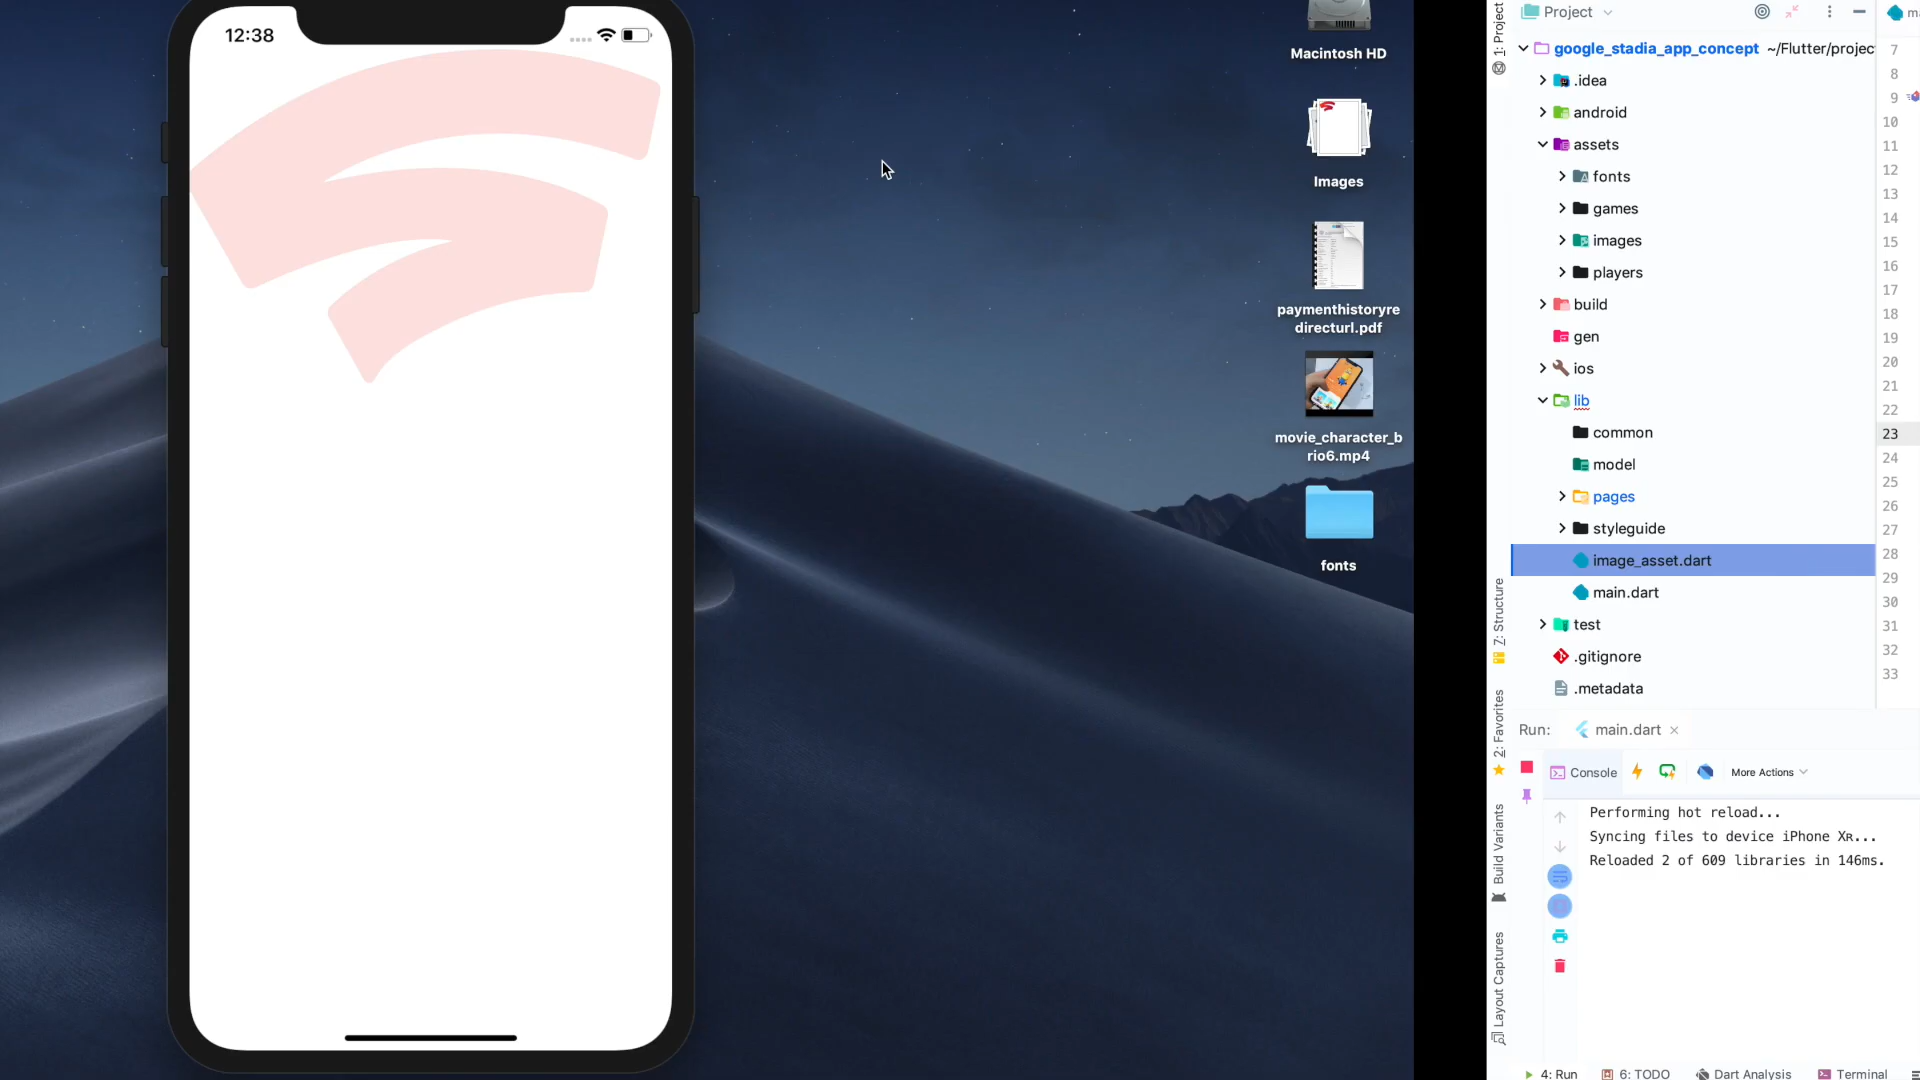 12:38
Macintosh HD
Images
paymenthistoryre
directurl.pdf
movie_character_b
rio6.mp4
fonts
1: Project
Z: Structure
2: Favorites
Build Variants
Layout Captures
Project
google_stadia_app_concept ~/Flutter/projec
.idea
android
assets
fonts
games
images
players
build
gen
ios
lib
common
model
pages
styleguide
image_asset.dart
main.dart
test
.gitignore
.metadata
7
8
9
10
11
12
13
14
15
16
17
18
19
20
21
22
23
24
25
26
27
28
29
30
31
32
33
Run: main.dart
Console
More Actions
Performing hot reload...
Syncing files to device iPhone Xʀ...
Reloaded 2 of 609 libraries in 146ms.
4: Run 6: TODO Dart Analysis Terminal